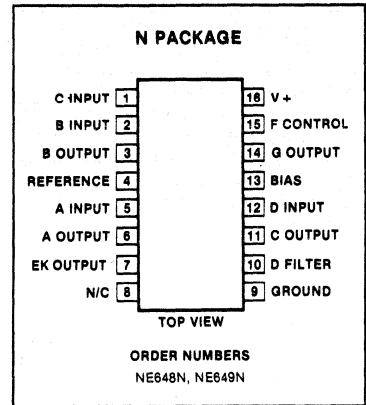 N PACKAGE
C INPUT 1 16 V +
B INPUT 2 15 F CONTROL
B OUTPUT 3 14 G OUTPUT
REFERENCE 4 13 BIAS
A INPUT 5 12 D INPUT
A OUTPUT 6 11 C OUTPUT
EK OUTPUT 7 10 D FILTER
N/C 8 9 GROUND
TOP VIEW
ORDER NUMBERS
NE648N, NE649N